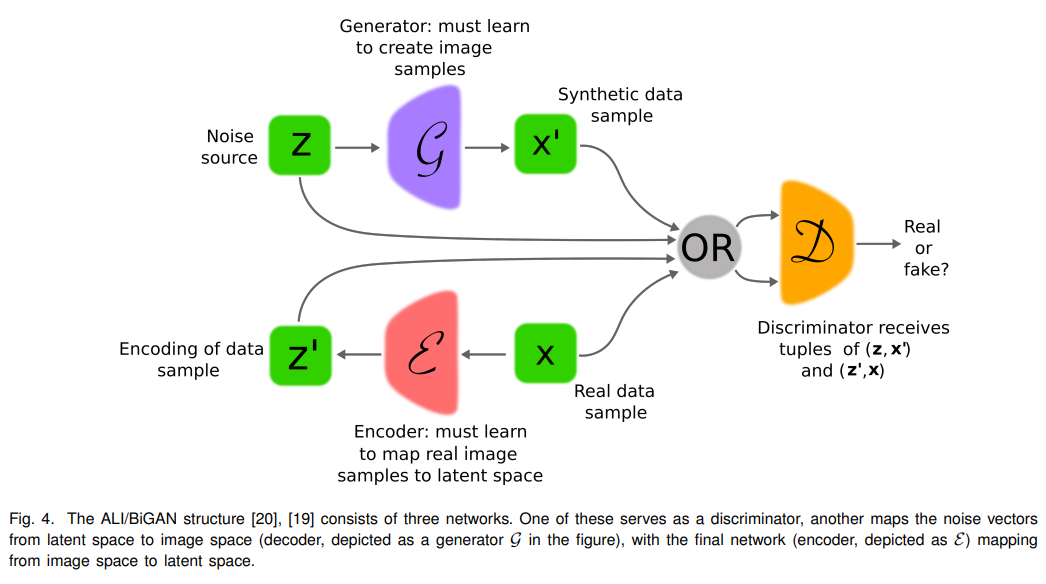 Generator: must learn
to create image
samples
Synthetic data
sample
Noise
source
z
G
x'
OR
D
Real
or
fake?
Discriminator receives
tuples of (z,x')
and (z',x)
Encoding of data
sample
z'
E
x
Real data
sample
Encoder: must learn
to map real image
samples to latent space
Fig. 4. The ALI/BiGAN structure [20], [19] consists of three networks. One of these serves as a discriminator, another maps the noise vectors
from latent space to image space (decoder, depicted as a generator G in the figure), with the final network (encoder, depicted as E) mapping
from image space to latent space.